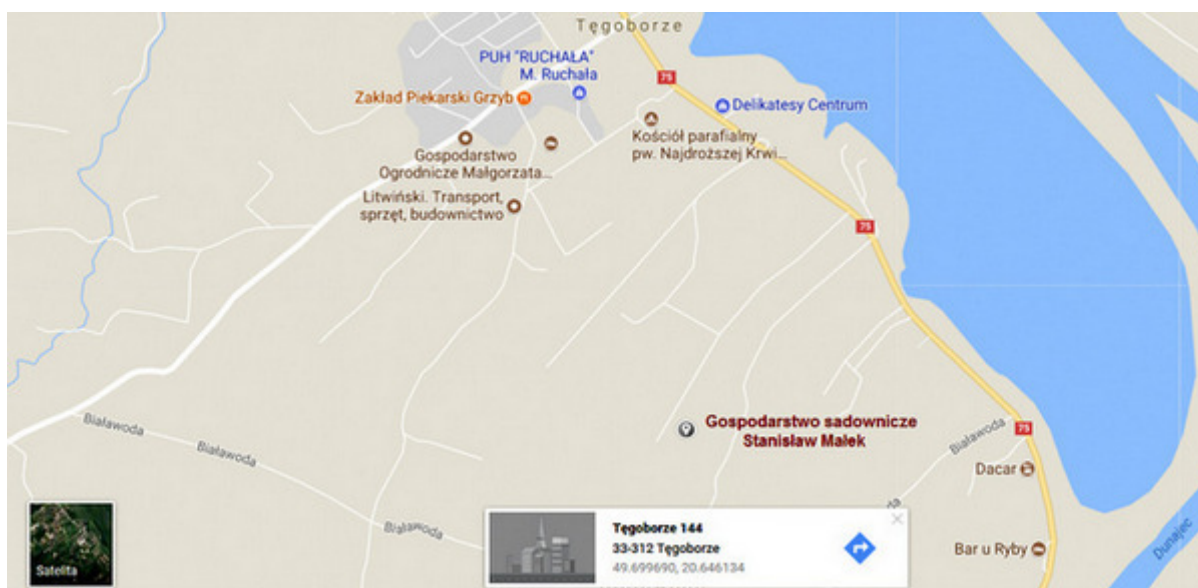 Tęgoborze
PUH "RUCHAŁA"
M. Ruchała
75
Zakład Piekarski Grzyb
Delikatesy Centrum
Kościół parafialny
pw. Najdroższej Krwi...
Gospodarstwo
Ogrodnicze Małgorzata...
Litwiński. Transport,
sprzęt, budownictwo
75
Gospodarstwo sadownicze
Stanisław Małek
Białawoda
75
Białawoda
Białawoda
Dacar
Białawoda
Tęgoborze 144
33-312 Tęgoborze
49.699690, 20.646134
Bar u Ryby
Dunajec
Satelita